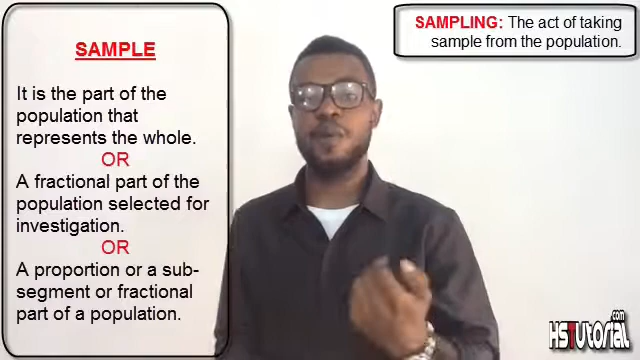 SAMPLE
It is the part of the
population that
represents the whole.
OR
A fractional part of the
population selected for
investigation.
OR
A proportion or a sub-
segment or fractional
part of a population.
SAMPLING: The act of taking
sample from the population.
HSTutorial.com